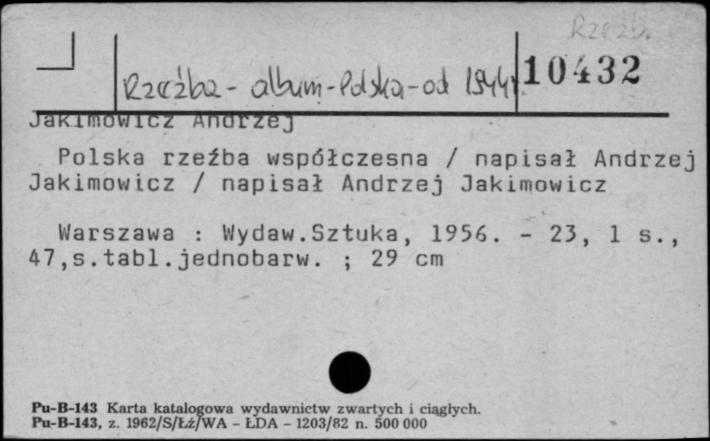 Rzeźb.
Rzeźba - album - Polska - od 1944r
10432
Jakimowicz Andrzej
Polska rzeźba współczesna / napisał Andrzej
Jakimowicz / napisał Andrzej Jakimowicz
Warszawa : Wydaw.Sztuka, 1956. - 23, 1 s.,
47,s.tabl.jednobarw. ; 29 cm
Pu-B-143 Karta katalogowa wydawnictw zwartych i ciągłych.
Pu-B-143, z. 1962/S/Łź/WA - ŁDA - 1203/82 n. 500 000